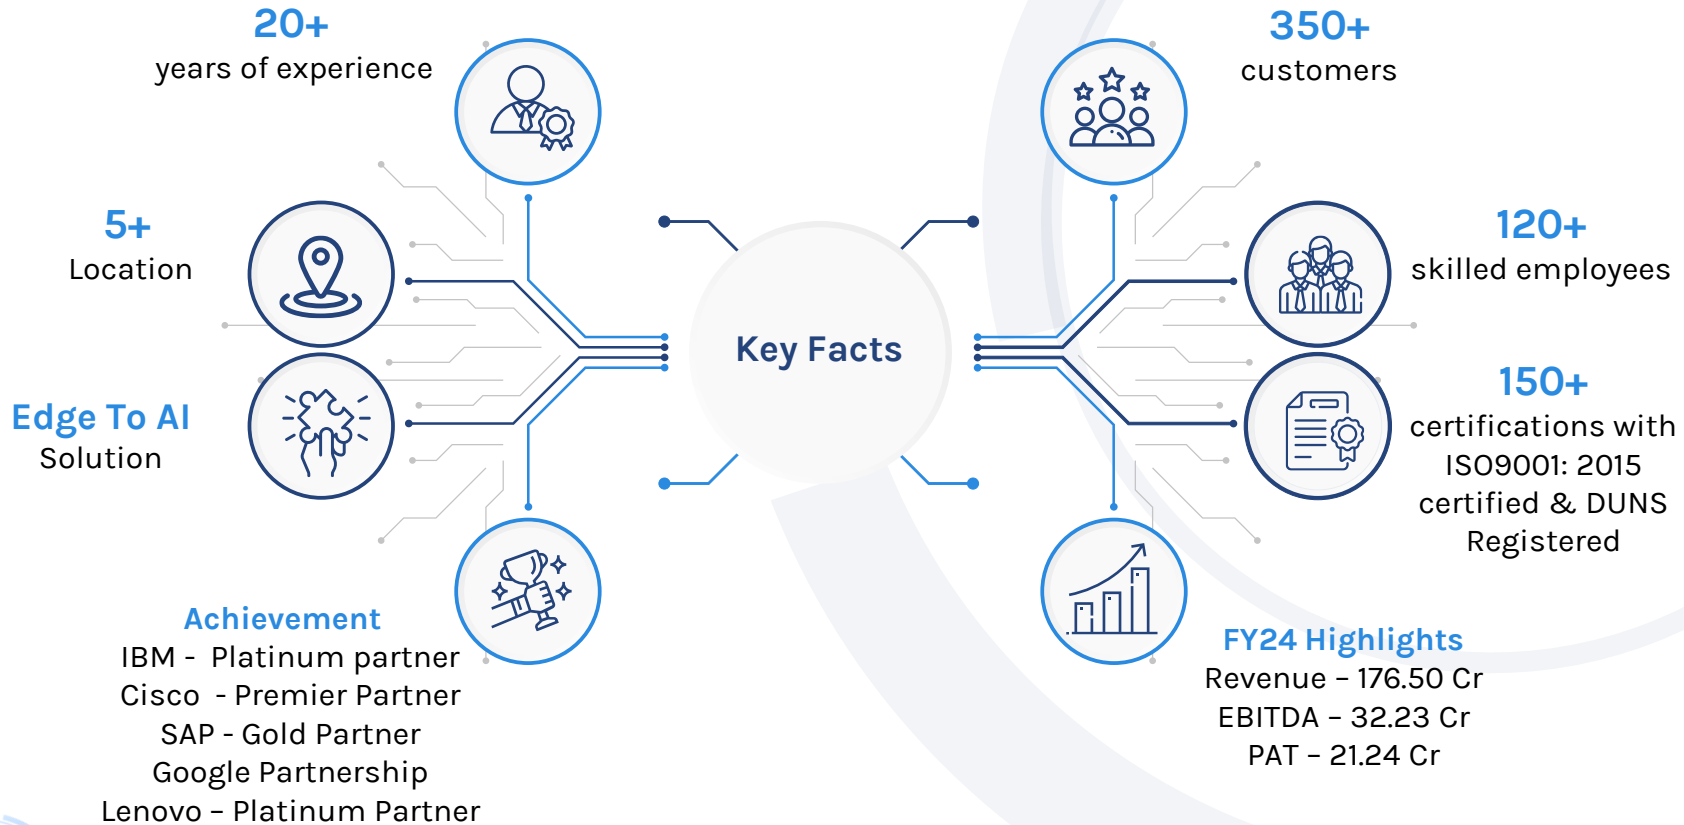 20+
years of experience
5+
Location
Edge To AI
Solution
Achievement
IBM -  Platinum partner
Cisco  - Premier Partner
SAP - Gold Partner
Google Partnership
Lenovo – Platinum Partner
Key Facts
350+
customers
120+
skilled employees
150+
certifications with
ISO9001: 2015
certified & DUNS
Registered
FY24 Highlights
Revenue – 176.50 Cr
EBITDA – 32.23 Cr
PAT – 21.24 Cr